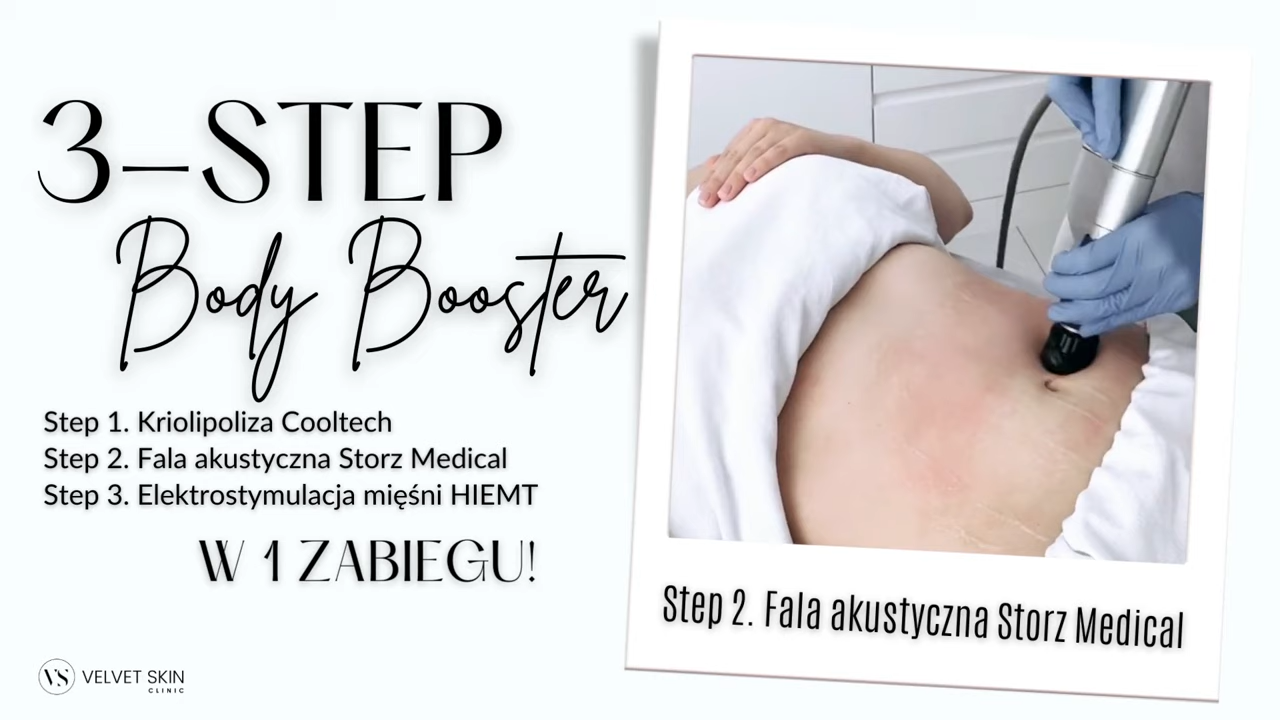 3-STEP
Body Booster
Step 1. Kriolipoliza Cooltech
Step 2. Fala akustyczna Storz Medical
Step 3. Elektrostymulacja mięśni HIEMT
W 1 ZABIEGU!
VS VELVET SKIN
CLINIC
Step 2. Fala akustyczna Storz Medical